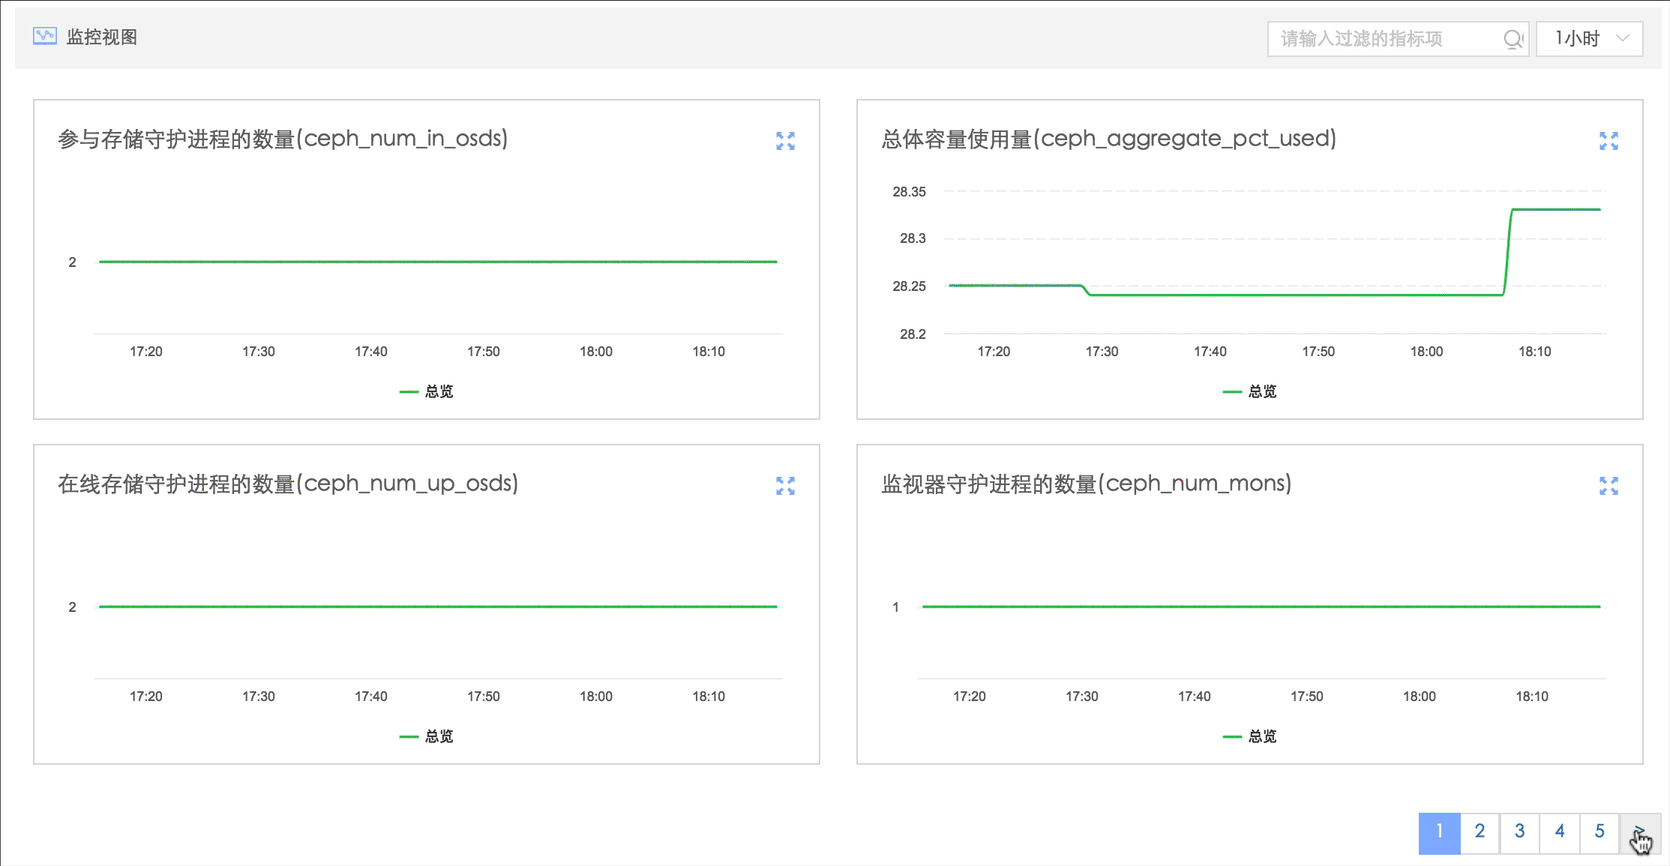 监控视图
请输入过滤的指标项
1小时
参与存储守护进程的数量(ceph_num_in_osds)
2
17:20 17:30 17:40 17:50 18:00 18:10
总览
总体容量使用量(ceph_aggregate_pct_used)
28.35
28.3
28.25
28.2
17:20 17:30 17:40 17:50 18:00 18:10
总览
在线存储守护进程的数量(ceph_num_up_osds)
2
17:20 17:30 17:40 17:50 18:00 18:10
总览
监视器守护进程的数量(ceph_num_mons)
1
17:20 17:30 17:40 17:50 18:00 18:10
总览
1 2 3 4 5 >